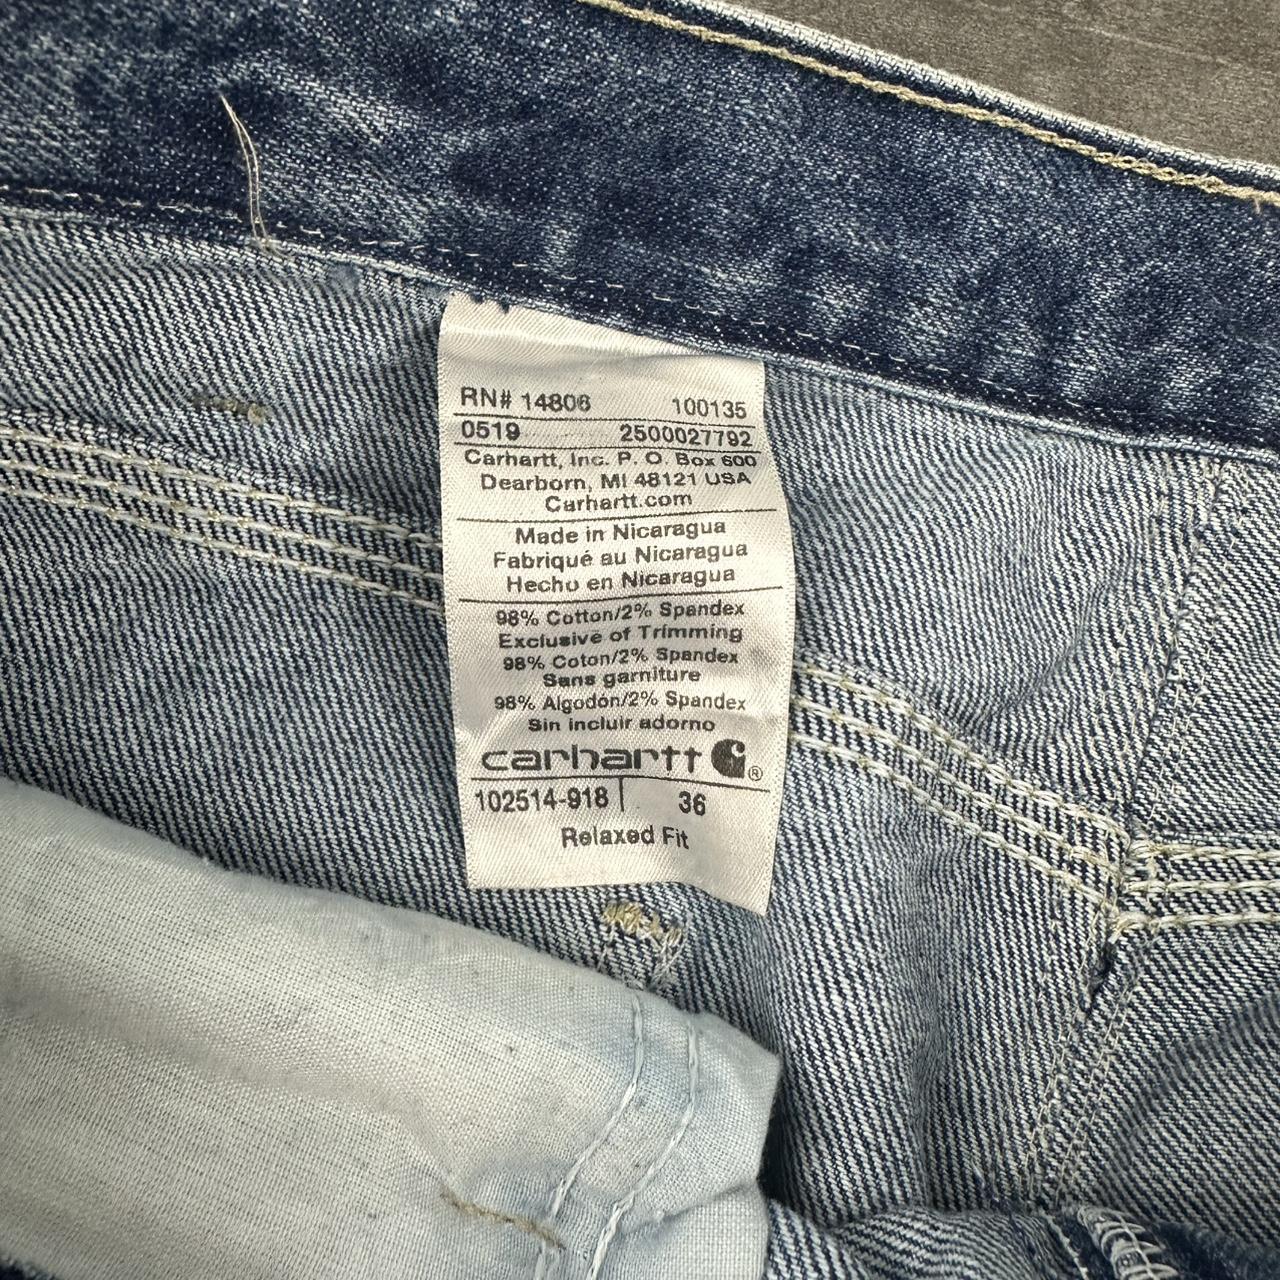 RN# 14806 100135
0519 2500027792
Carhartt, Inc. P. O. Box 600
Dearborn, MI 48121 USA
Carhartt.com
Made in Nicaragua
Fabriqué au Nicaragua
Hecho en Nicaragua
98% Cotton/2% Spandex
Exclusive of Trimming
98% Coton/2% Spandex
Sans garniture
98% Algodón/2% Spandex
Sin incluir adorno
carhartt ®
102514-918 | 36
Relaxed Fit